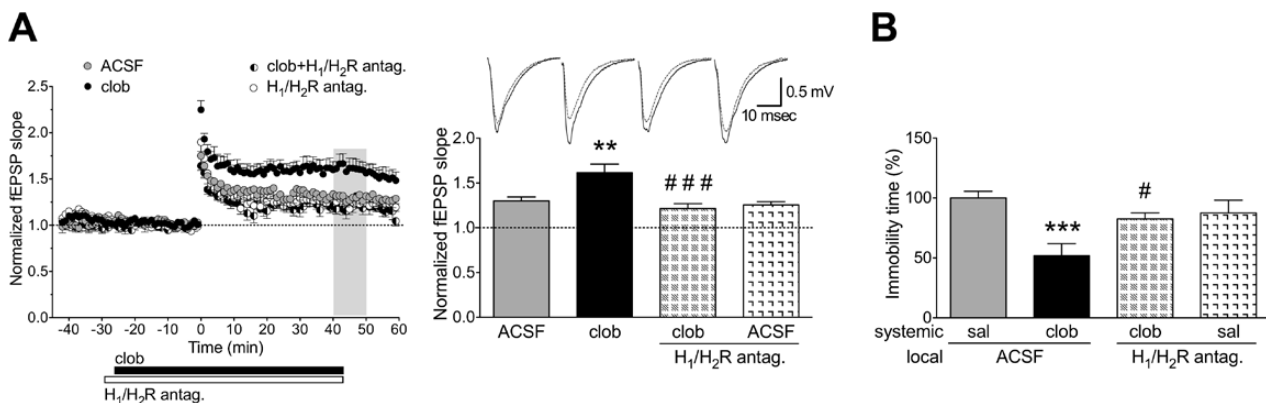 A
ACSF
clob
clob+H₁/H₂R antag.
H₁/H₂R antag.
Normalized fEPSP slope
2.5
2.0
1.5
1.0
0.5
0.0
-40 -30 -20 -10 0 10 20 30 40 50 60
Time (min)
clob
H₁/H₂R antag.
0.5 mV
10 msec
Normalized fEPSP slope
2.0
1.5
1.0
0.5
0.0
**
###
ACSF clob clob ACSF
H₁/H₂R antag.
B
Immobility time (%)
150
100
50
0
***
#
systemic sal clob clob sal
local ACSF H₁/H₂R antag.